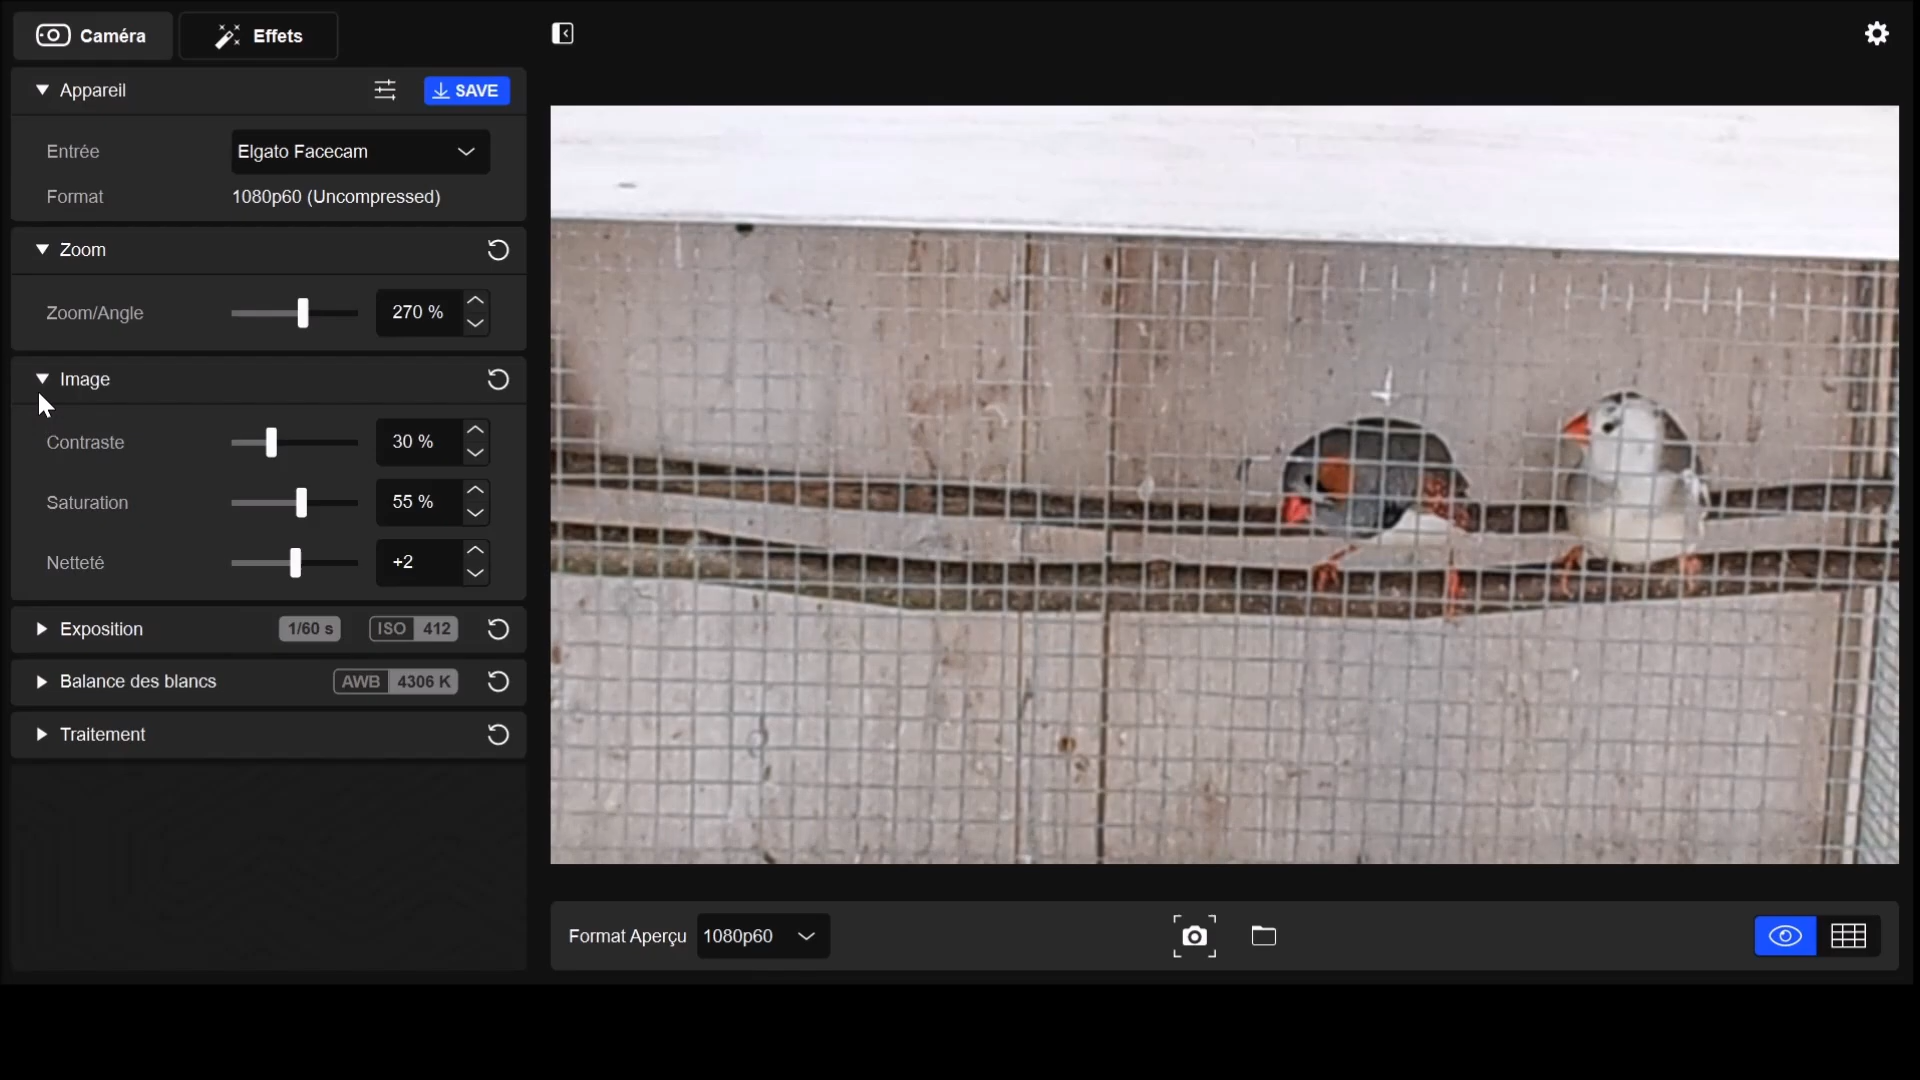 Caméra
Effets
Appareil
SAVE
Entrée
Elgato Facecam
Format
1080p60 (Uncompressed)
Zoom
Zoom/Angle
270 %
Image
Contraste
30 %
Saturation
55 %
Netteté
+2
Exposition
1/60 s
ISO
412
Balance des blancs
AWB
4306 K
Traitement
Format Aperçu
1080p60